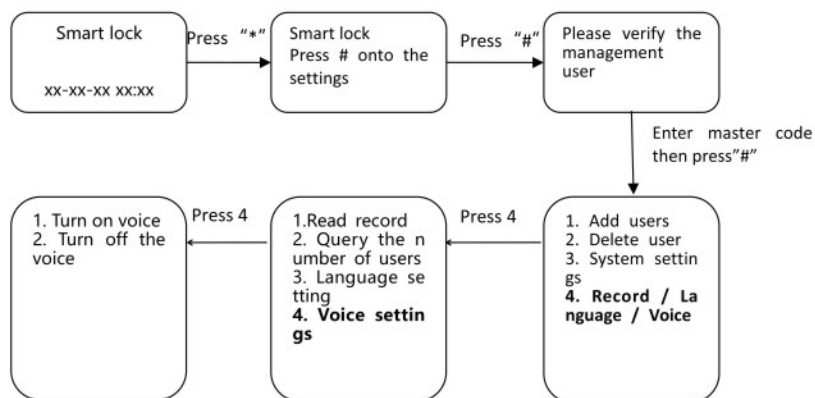 Smart lock
xx-xx-xx xx:xx
Press “*”
Smart lock
Press # onto the
settings
Press “#”
Please verify the
management
user
Enter master code
then press”#”
1. Add users
2. Delete user
3. System settin
gs
4. Record / La
nguage / Voice
Press 4
1.Read record
2. Query the n
umber of users
3. Language se
tting
4. Voice settin
gs
Press 4
1. Turn on voice
2. Turn off the
voice